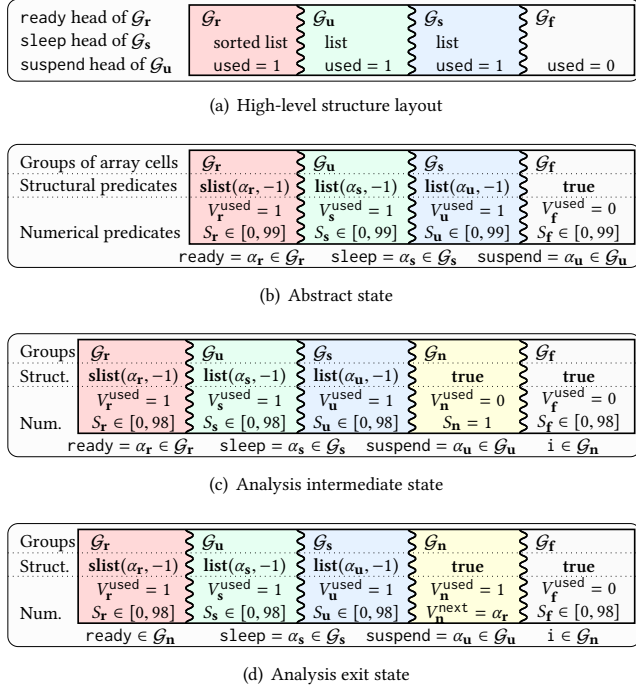 ready head of 𝒢r 𝒢r 𝒢u 𝒢s 𝒢f
sleep head of 𝒢s sorted list list list
suspend head of 𝒢u used = 1 used = 1 used = 1 used = 0
(a) High-level structure layout
Groups of array cells 𝒢r 𝒢u 𝒢s 𝒢f
Structural predicates slist(αr, −1) list(αs, −1) list(αu, −1) true
Vr^used = 1 Vs^used = 1 Vu^used = 1 Vf^used = 0
Numerical predicates Sr ∈ [0, 99] Ss ∈ [0, 99] Su ∈ [0, 99] Sf ∈ [0, 99]
ready = αr ∈ 𝒢r sleep = αs ∈ 𝒢s suspend = αu ∈ 𝒢u
(b) Abstract state
Groups 𝒢r 𝒢u 𝒢s 𝒢n 𝒢f
Struct. slist(αr, −1) list(αs, −1) list(αu, −1) true true
Vr^used = 1 Vs^used = 1 Vu^used = 1 Vn^used = 0 Vf^used = 0
Num. Sr ∈ [0, 98] Ss ∈ [0, 98] Su ∈ [0, 98] Sn = 1 Sf ∈ [0, 98]
ready = αr ∈ 𝒢r sleep = αs ∈ 𝒢s suspend = αu ∈ 𝒢u i ∈ 𝒢n
(c) Analysis intermediate state
Groups 𝒢r 𝒢u 𝒢s 𝒢n 𝒢f
Struct. slist(αr, −1) list(αs, −1) list(αu, −1) true true
Vr^used = 1 Vs^used = 1 Vu^used = 1 Vn^used = 1 Vf^used = 0
Num. Sr ∈ [0, 98] Ss ∈ [0, 98] Su ∈ [0, 98] Vn^next = αr Sf ∈ [0, 98]
ready ∈ 𝒢n sleep = αs ∈ 𝒢s suspend = αu ∈ 𝒢u i ∈ 𝒢n
(d) Analysis exit state